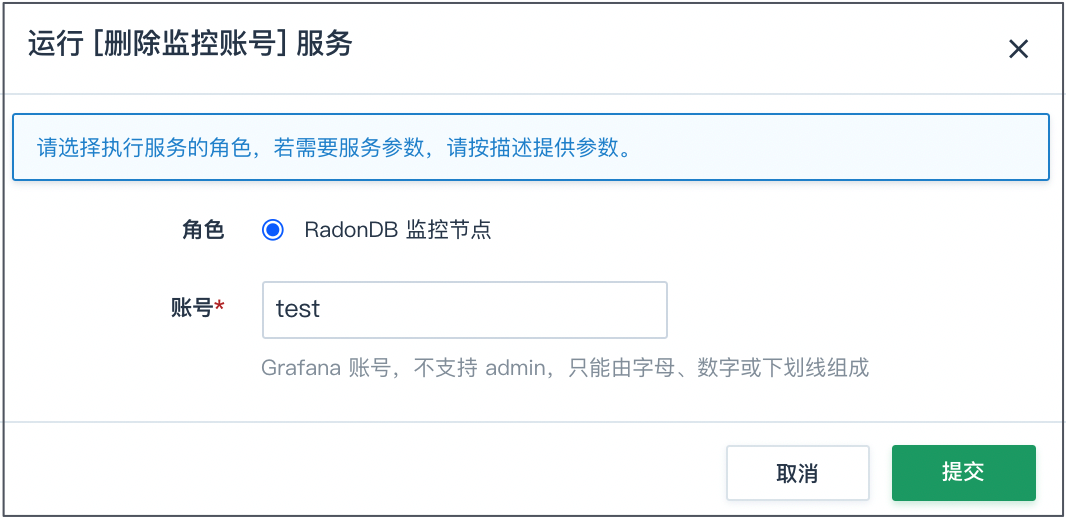 运行 [删除监控账号] 服务
请选择执行服务的角色，若需要服务参数，请按描述提供参数。
角色 RadonDB 监控节点
账号* test
Grafana 账号，不支持 admin，只能由字母、数字或下划线组成
取消 提交